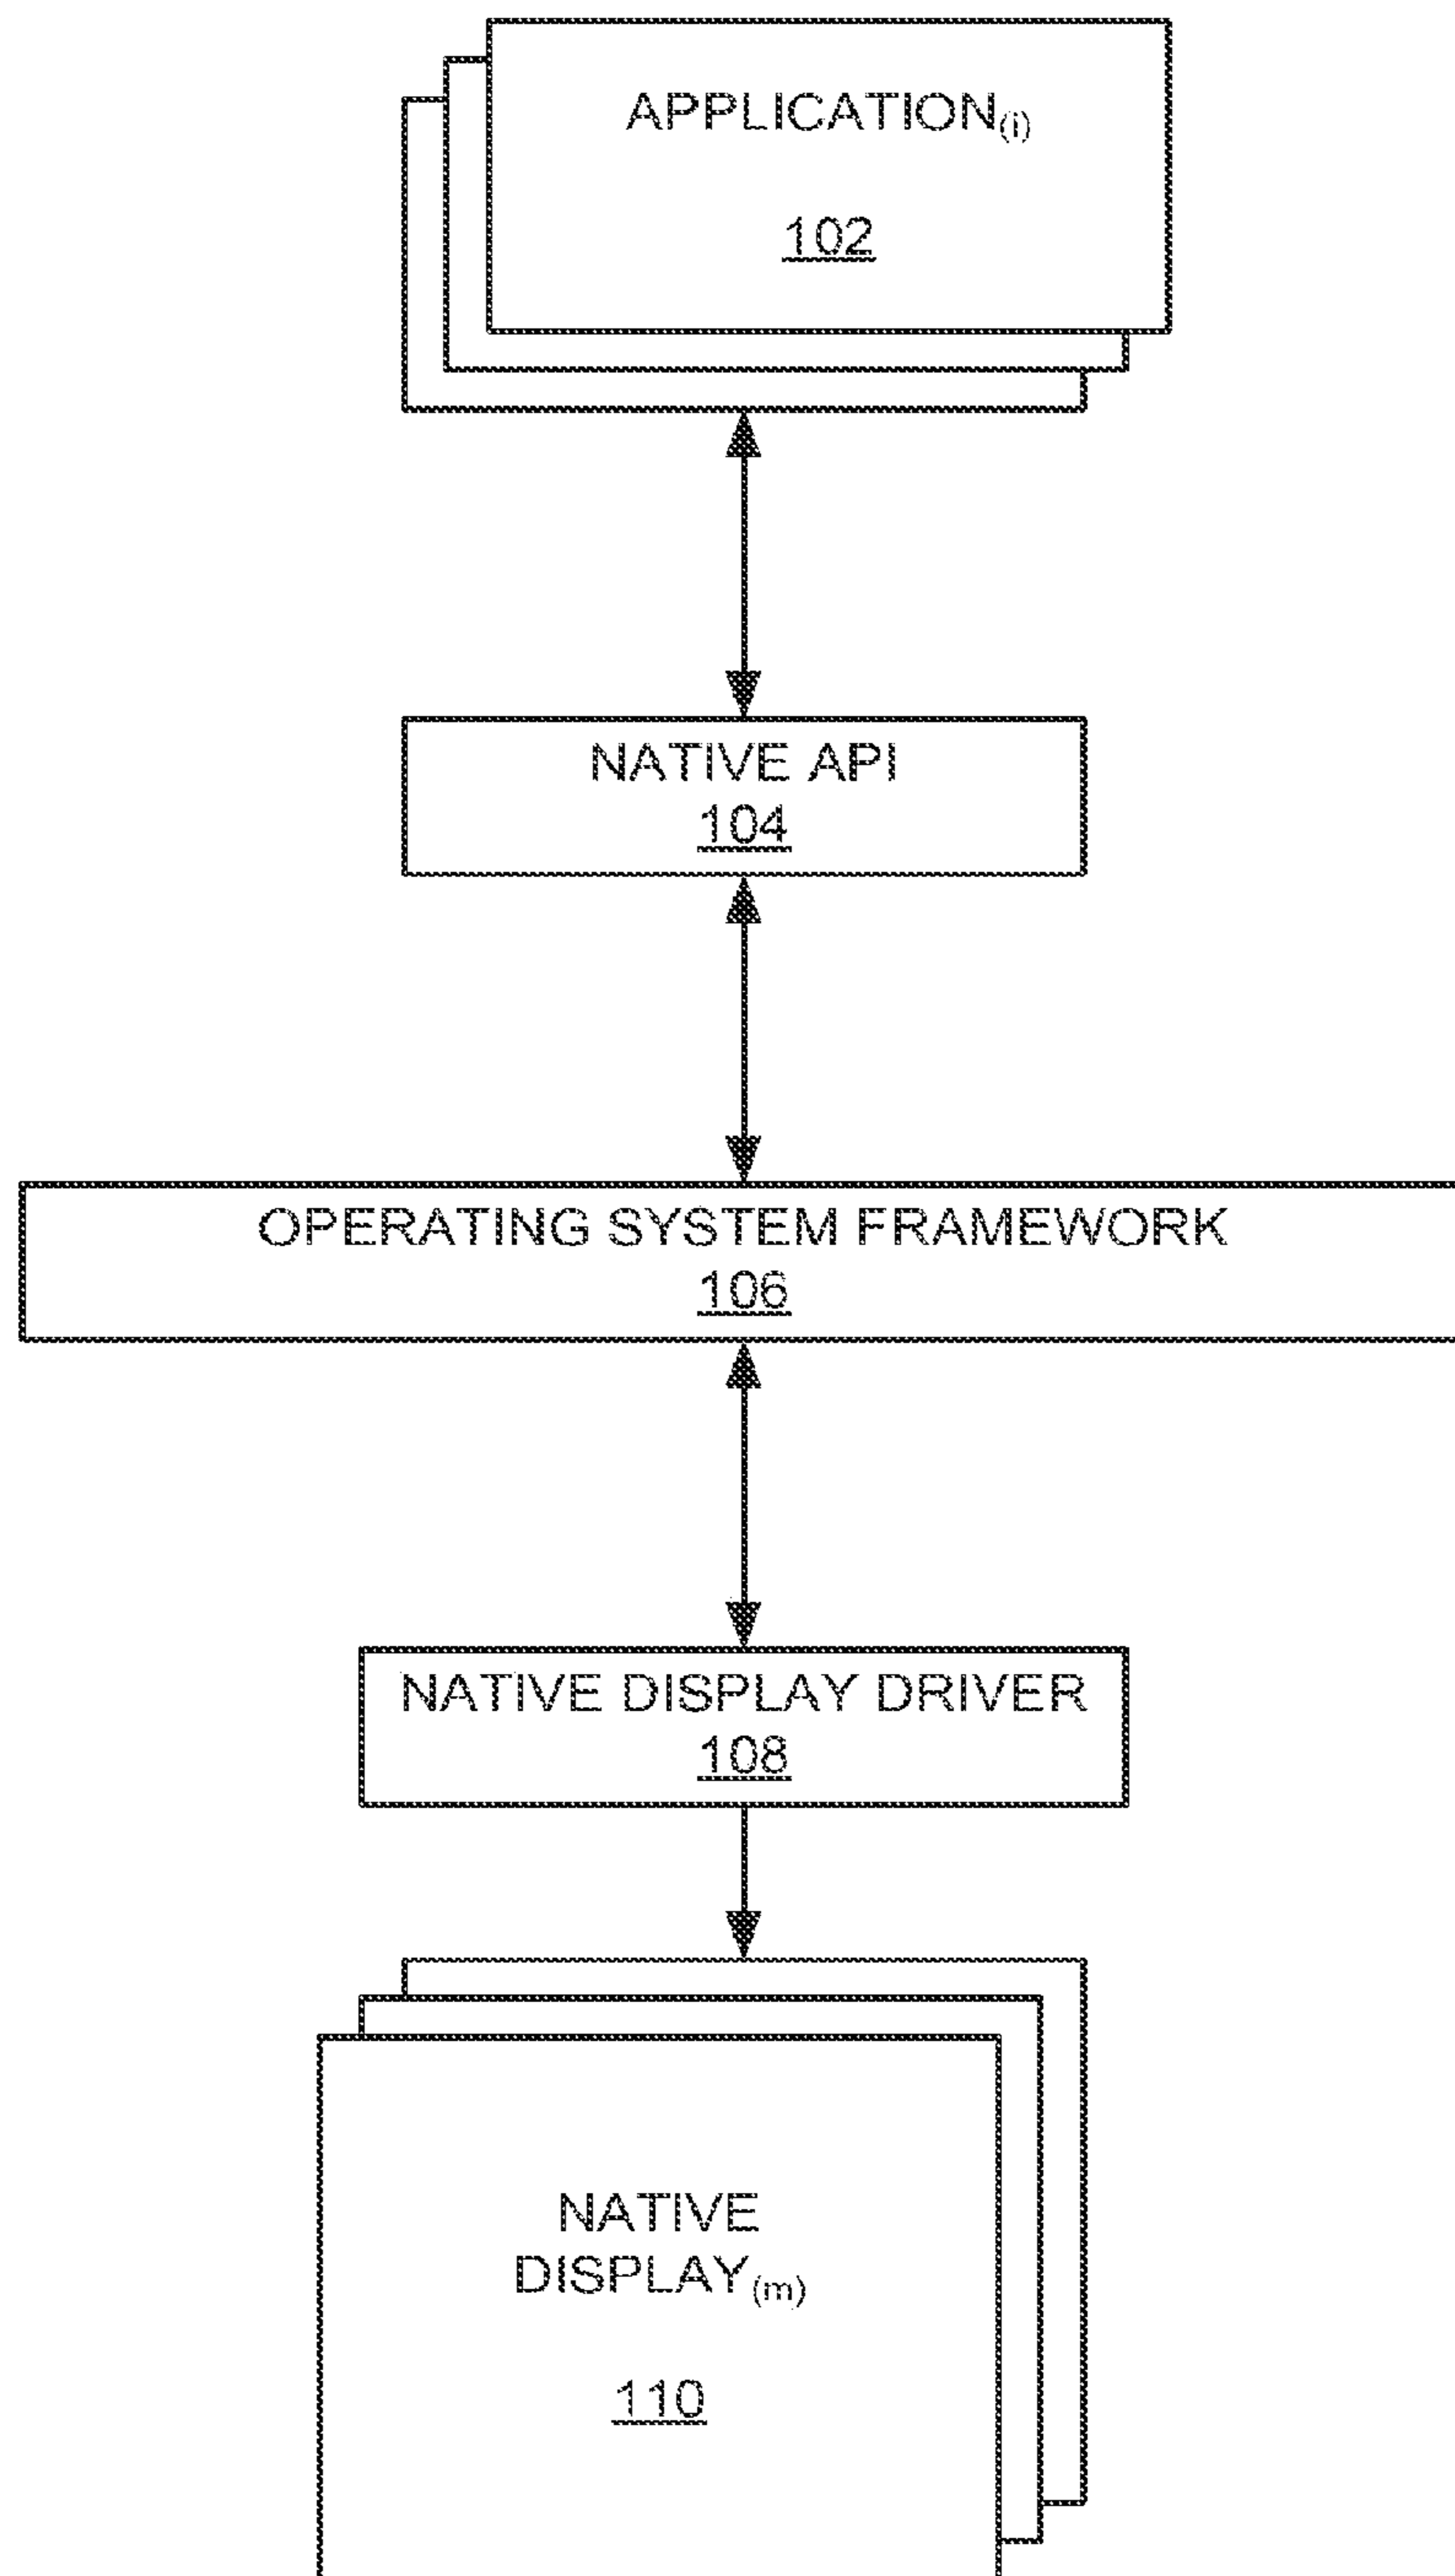 APPLICATION(i)
102
NATIVE API
104
OPERATING SYSTEM FRAMEWORK
106
NATIVE DISPLAY DRIVER
108
NATIVE
DISPLAY(m)
110